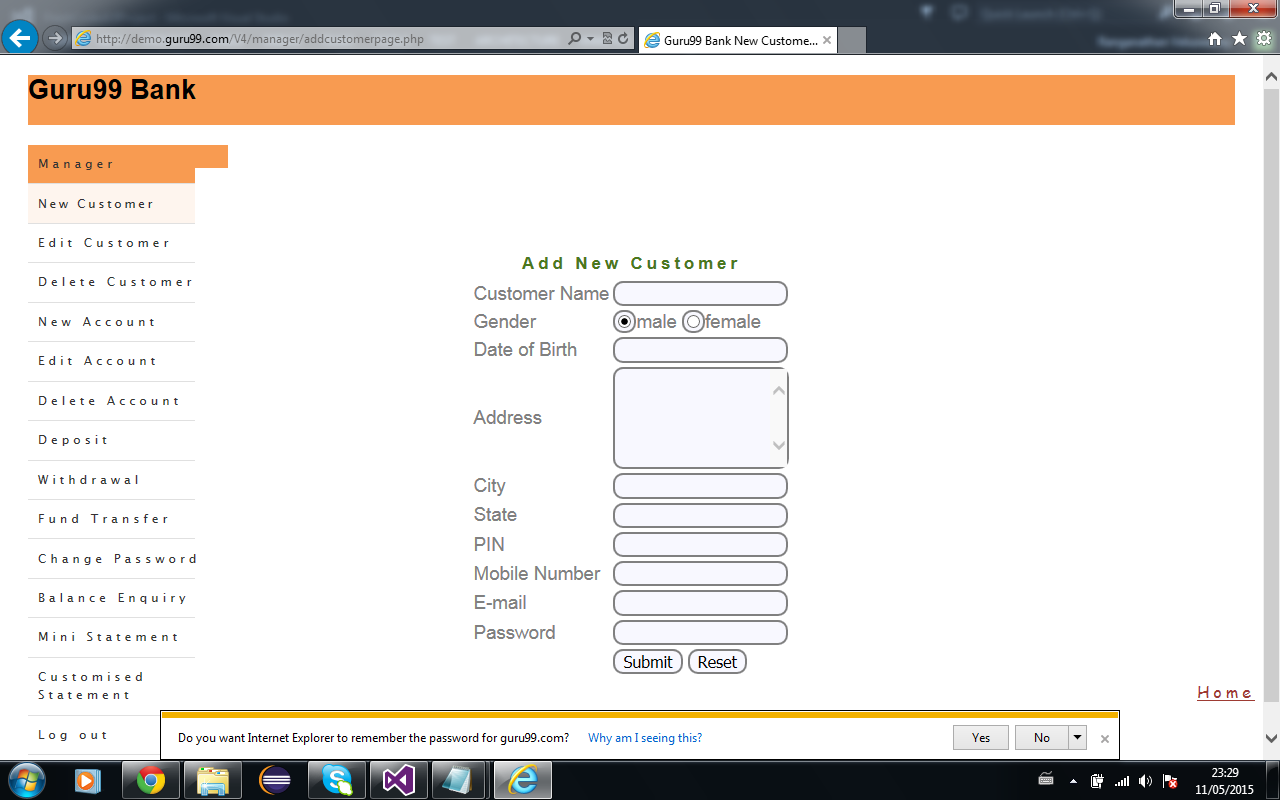 http://demo.guru99.com/V4/manager/addcustomerpage.php
Guru99 Bank New Custome...
Guru99 Bank
Manager
New Customer
Edit Customer
Delete Customer
New Account
Edit Account
Delete Account
Deposit
Withdrawal
Fund Transfer
Change Password
Balance Enquiry
Mini Statement
Customised
Statement
Log out
Add New Customer
Customer Name
Gender male female
Date of Birth
Address
City
State
PIN
Mobile Number
E-mail
Password
Submit Reset
Home
Do you want Internet Explorer to remember the password for guru99.com? Why am I seeing this? Yes No
23:29
11/05/2015